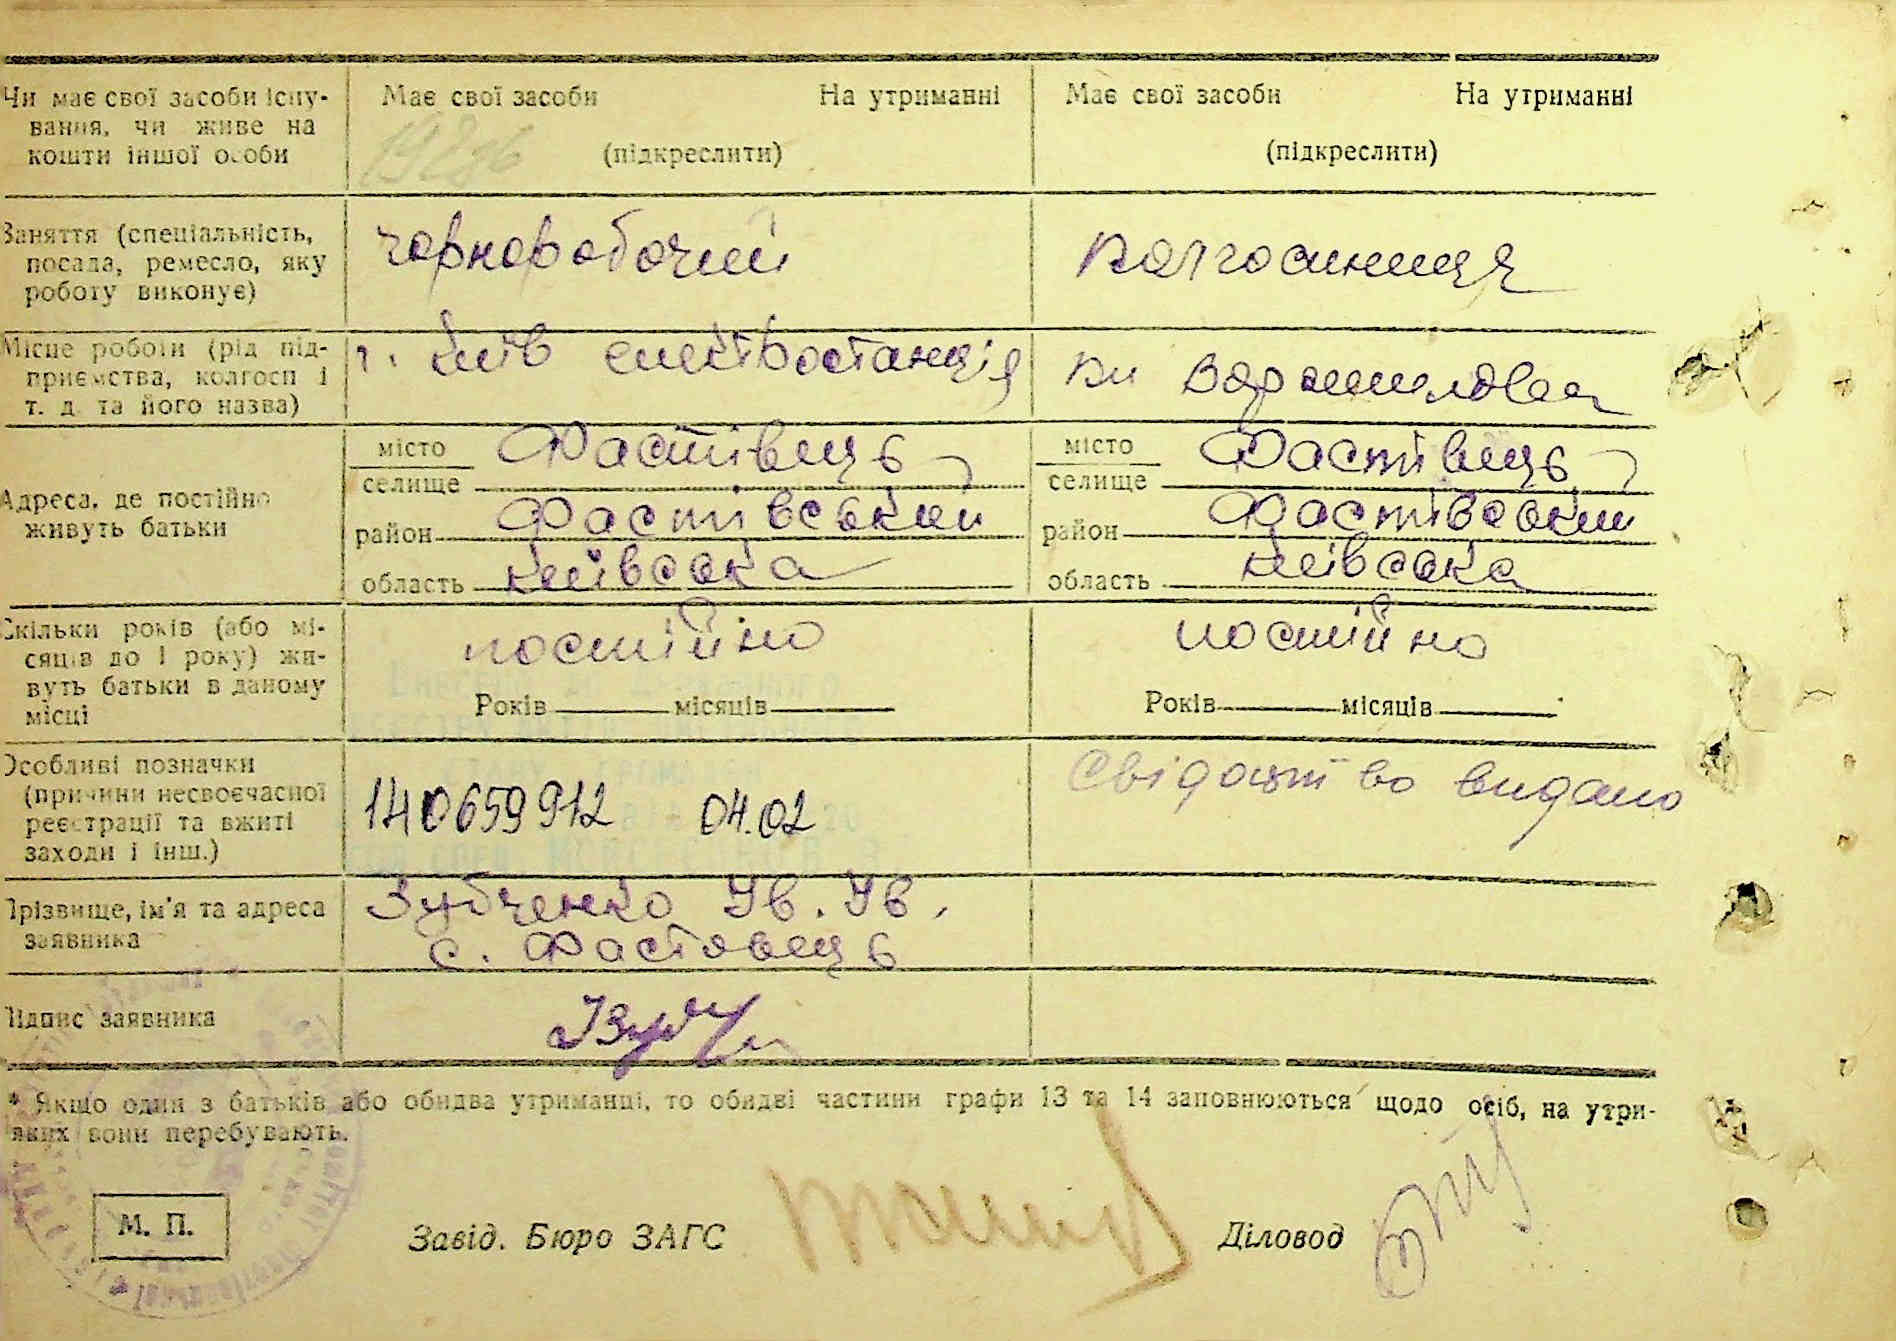 Чи має свої засоби існу-
вання, чи живе на
кошти іншої особи
Має свої засоби На утриманні
(підкреслити)
Має свої засоби На утриманні
(підкреслити)
Заняття (спеціальність,
посада, ремесло, яку
роботу виконує)
чорноробочий
колгоспниця
Місце роботи (рід під-
приємства, колгосп і
т. д. та його назва)
г. Київ електростанція
ім Ворошилова
Адреса, де постійно
живуть батьки
місто Фастівець
селище
район Фастівський
область Київська
місто Фастівець
селище
район Фастівський
область Київська
Скільки років (або мі-
сяців до 1 року) жи-
вуть батьки в даному
місці
постійно
Років місяців
постійно
Років місяців
Особливі позначки
(причини несвоєчасної
реєстрації та вжиті
заходи і інш.)
140659912 04.02
Свідоцтво видано
Прізвище, ім'я та адреса
заявника
Зубченко Ів. Ів.
с. Фастовець
Підпис заявника
* Якщо один з батьків або обидва утриманці, то обидві частини графи 13 та 14 заповнюються щодо осіб, на утри-
яких вони перебувають.
М. П.
Завід. Бюро ЗАГС
Діловод